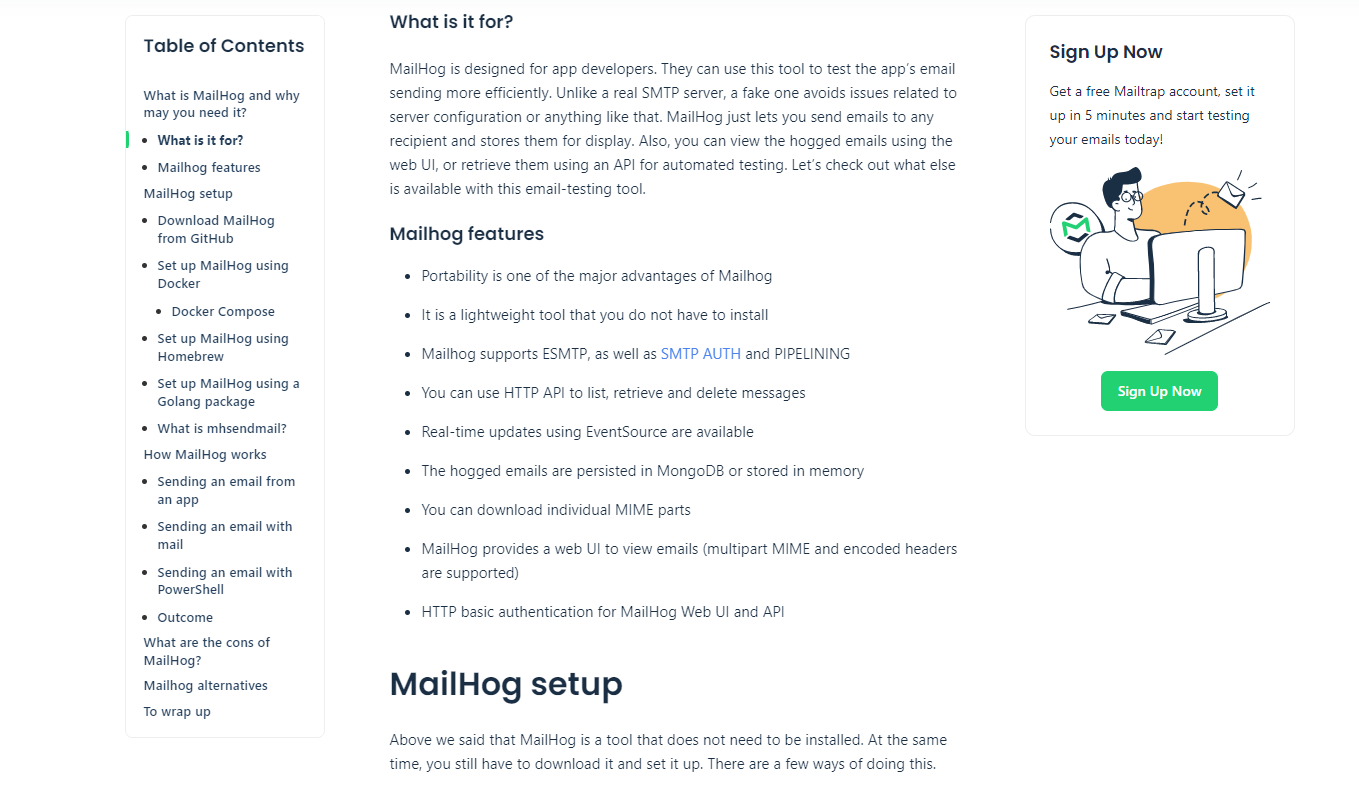 Table of Contents
What is MailHog and why
may you need it?
What is it for?
Mailhog features
MailHog setup
Download MailHog
from GitHub
Set up MailHog using
Docker
Docker Compose
Set up MailHog using
Homebrew
Set up MailHog using a
Golang package
What is mhsendmail?
How MailHog works
Sending an email from
an app
Sending an email with
mail
Sending an email with
PowerShell
Outcome
What are the cons of
MailHog?
Mailhog alternatives
To wrap up
What is it for?
MailHog is designed for app developers. They can use this tool to test the app’s email
sending more efficiently. Unlike a real SMTP server, a fake one avoids issues related to
server configuration or anything like that. MailHog just lets you send emails to any
recipient and stores them for display. Also, you can view the hogged emails using the
web UI, or retrieve them using an API for automated testing. Let’s check out what else
is available with this email-testing tool.
Mailhog features
Portability is one of the major advantages of Mailhog
It is a lightweight tool that you do not have to install
Mailhog supports ESMTP, as well as SMTP AUTH and PIPELINING
You can use HTTP API to list, retrieve and delete messages
Real-time updates using EventSource are available
The hogged emails are persisted in MongoDB or stored in memory
You can download individual MIME parts
MailHog provides a web UI to view emails (multipart MIME and encoded headers
are supported)
HTTP basic authentication for MailHog Web UI and API
MailHog setup
Above we said that MailHog is a tool that does not need to be installed. At the same
time, you still have to download it and set it up. There are a few ways of doing this.
Sign Up Now
Get a free Mailtrap account, set it
up in 5 minutes and start testing
your emails today!
Sign Up Now